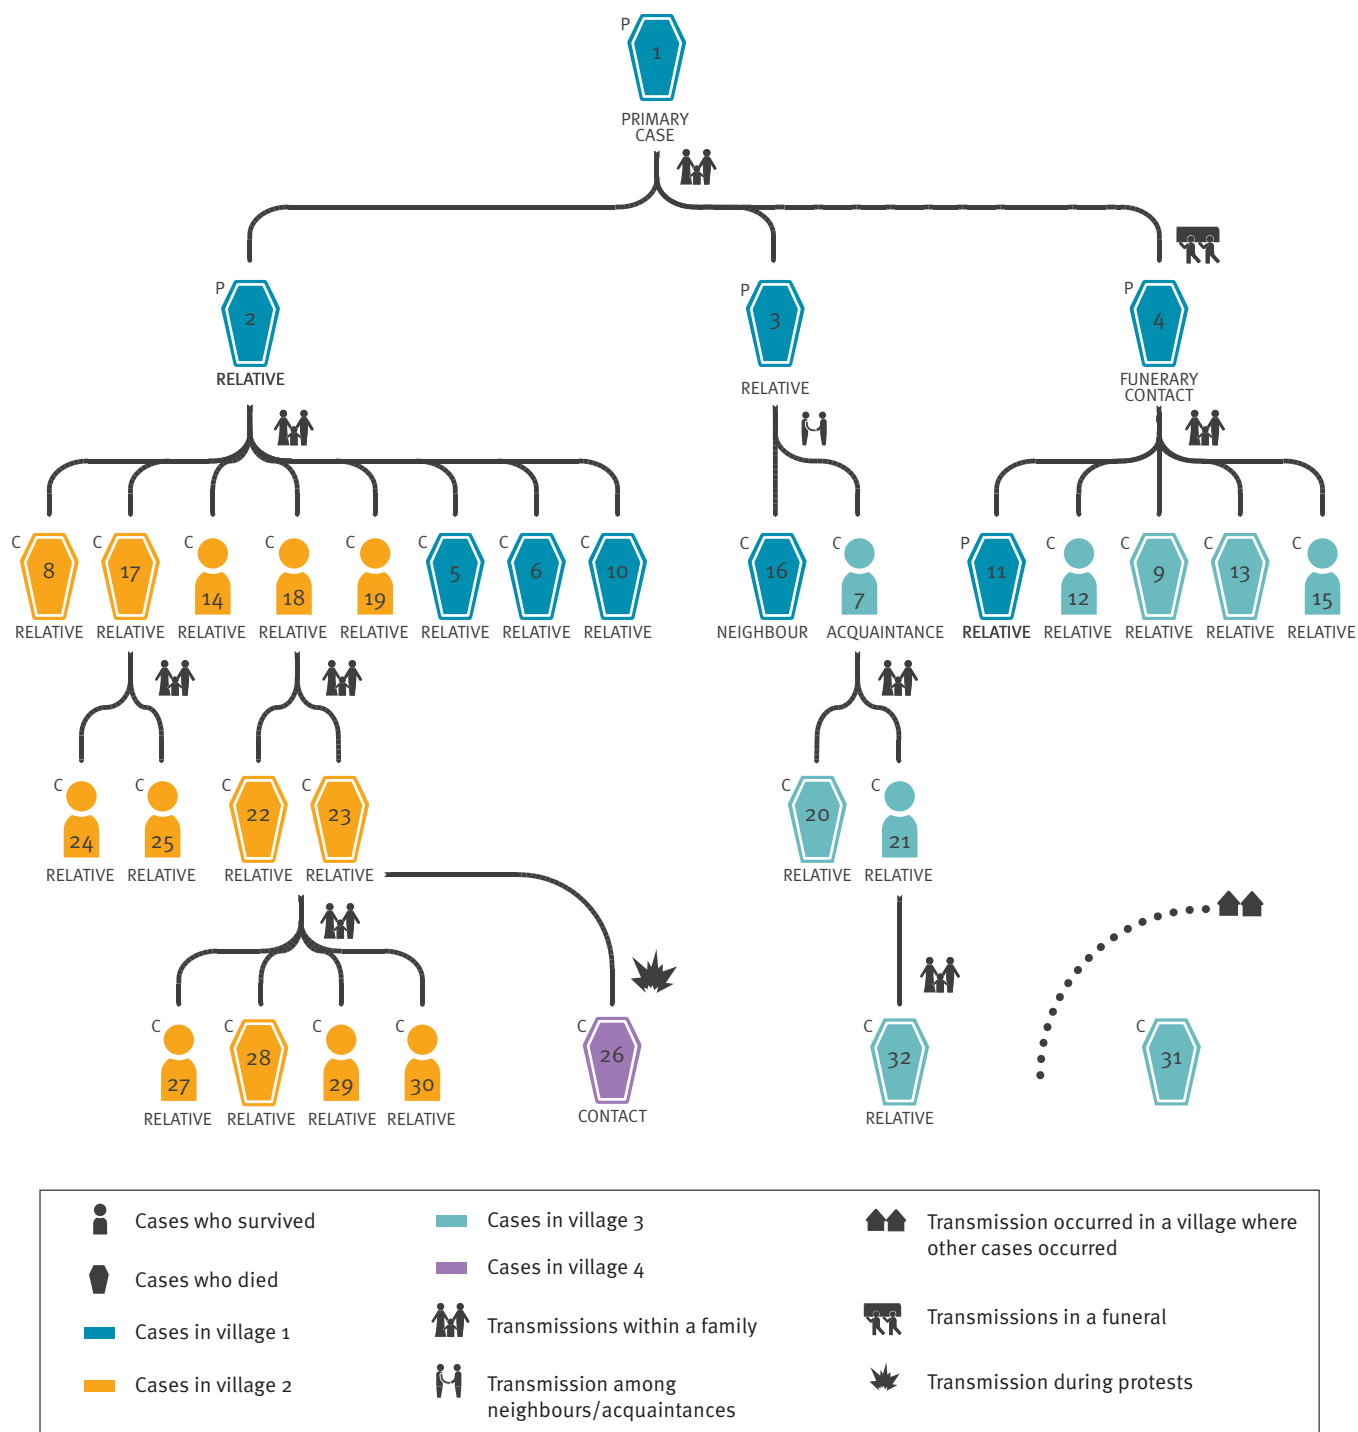 P
1
PRIMARY
CASE
P
2
RELATIVE
P
3
RELATIVE
P
4
FUNERARY
CONTACT
C
8
RELATIVE
C
17
RELATIVE
C
14
RELATIVE
C
18
RELATIVE
C
19
RELATIVE
C
5
RELATIVE
C
6
RELATIVE
C
10
RELATIVE
C
16
NEIGHBOUR
C
7
ACQUAINTANCE
P
11
RELATIVE
C
12
RELATIVE
C
9
RELATIVE
C
13
RELATIVE
C
15
RELATIVE
C
24
RELATIVE
C
25
RELATIVE
C
22
RELATIVE
C
23
RELATIVE
C
20
RELATIVE
C
21
RELATIVE
C
27
RELATIVE
C
28
RELATIVE
C
29
RELATIVE
C
30
RELATIVE
C
26
CONTACT
C
32
RELATIVE
C
31
Cases who survived
Cases who died
Cases in village 1
Cases in village 2
Cases in village 3
Cases in village 4
Transmissions within a family
Transmission among
neighbours/acquaintances
Transmission occurred in a village where
other cases occurred
Transmissions in a funeral
Transmission during protests